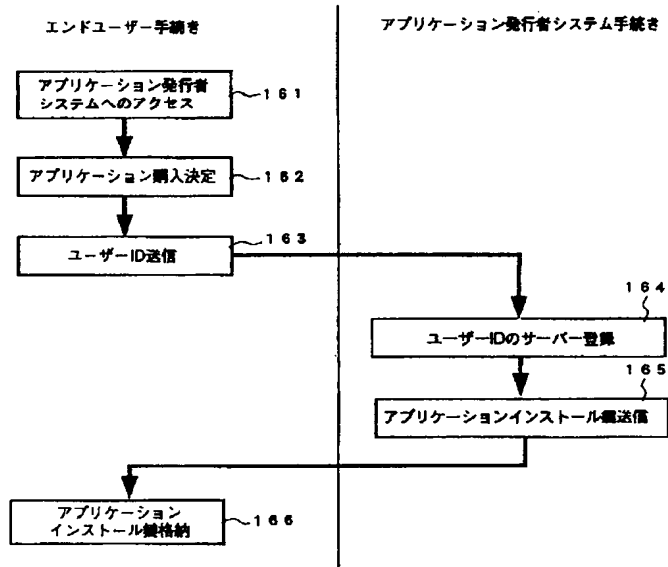 エンドユーザー手続き
アプリケーション発行者システム手続き
アプリケーション発行者
システムへのアクセス
161
アプリケーション購入決定
162
ユーザーID送信
163
164
ユーザーIDのサーバー登録
165
アプリケーションインストール鍵送信
アプリケーション
インストール鍵格納
166